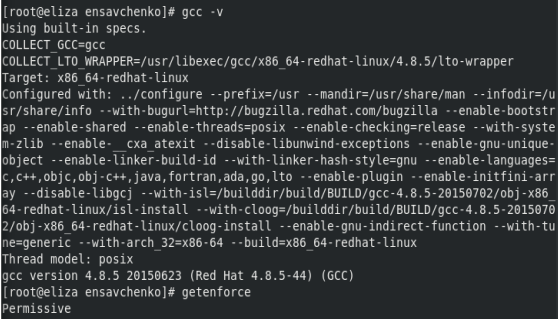 [root@eliza ensavchenko]# gcc -v
Using built-in specs.
COLLECT_GCC=gcc
COLLECT_LTO_WRAPPER=/usr/libexec/gcc/x86_64-redhat-linux/4.8.5/lto-wrapper
Target: x86_64-redhat-linux
Configured with: ../configure --prefix=/usr --mandir=/usr/share/man --infodir=/u
sr/share/info --with-bugurl=http://bugzilla.redhat.com/bugzilla --enable-bootstr
ap --enable-shared --enable-threads=posix --enable-checking=release --with-syste
m-zlib --enable-__cxa_atexit --disable-libunwind-exceptions --enable-gnu-unique-
object --enable-linker-build-id --with-linker-hash-style=gnu --enable-languages=
c,c++,objc,obj-c++,java,fortran,ada,go,lto --enable-plugin --enable-initfini-arr
ay --disable-libgcj --with-isl=/builddir/build/BUILD/gcc-4.8.5-20150702/obj-x86_
64-redhat-linux/isl-install --with-cloog=/builddir/build/BUILD/gcc-4.8.5-2015070
2/obj-x86_64-redhat-linux/cloog-install --enable-gnu-indirect-function --with-tu
ne=generic --with-arch_32=x86-64 --build=x86_64-redhat-linux
Thread model: posix
gcc version 4.8.5 20150623 (Red Hat 4.8.5-44) (GCC)
[root@eliza ensavchenko]# getenforce
Permissive